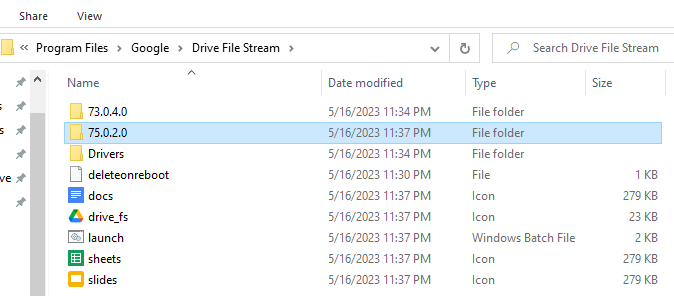 Share View
« Program Files › Google › Drive File Stream › Search Drive File Stream
Name Date modified Type Size
73.0.4.0 5/16/2023 11:34 PM File folder
75.0.2.0 5/16/2023 11:37 PM File folder
Drivers 5/16/2023 11:34 PM File folder
deleteonreboot 5/16/2023 11:30 PM File 1 KB
docs 5/16/2023 11:37 PM Icon 279 KB
drive_fs 5/16/2023 11:37 PM Icon 23 KB
launch 5/16/2023 11:37 PM Windows Batch File 2 KB
sheets 5/16/2023 11:37 PM Icon 279 KB
slides 5/16/2023 11:37 PM Icon 279 KB